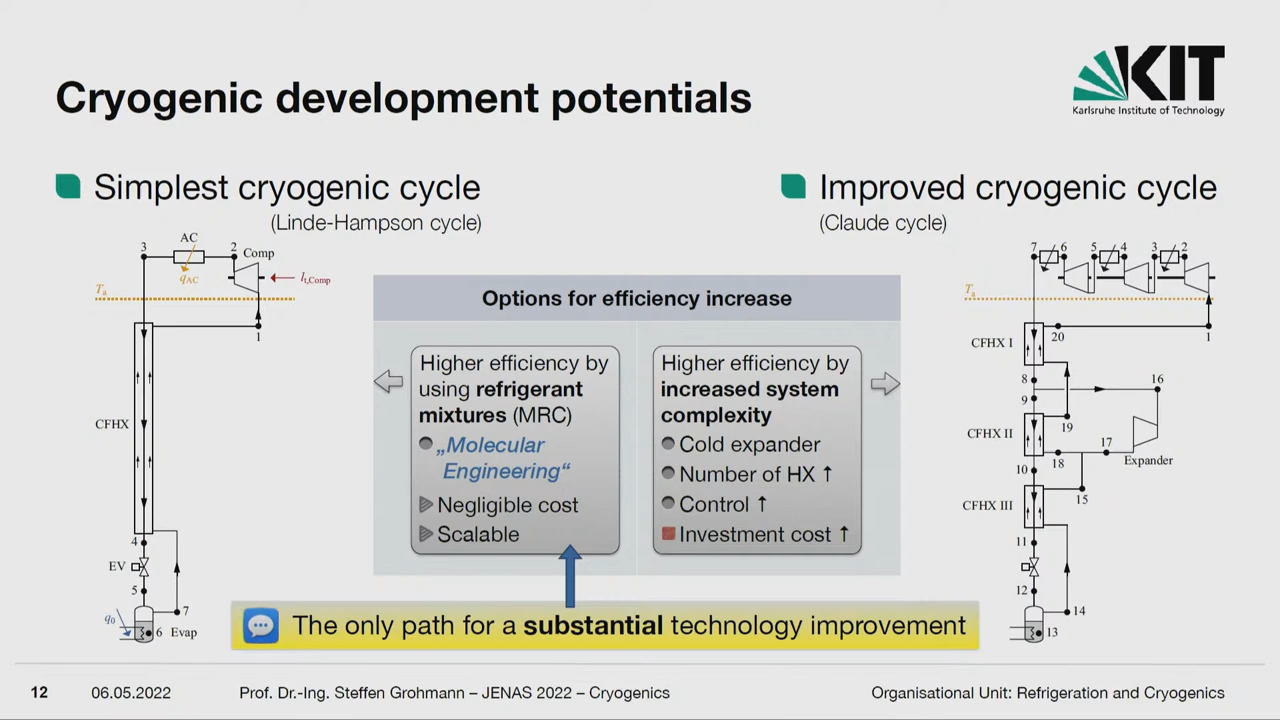 Cryogenic development potentials
KIT
Karlsruhe Institute of Technology
Simplest cryogenic cycle
(Linde-Hampson cycle)
3
AC
2
Comp
qAC
lt,Comp
Ta
1
CFHX
4
EV
5
7
q0
6
Evap
Options for efficiency increase
Higher efficiency by
using refrigerant
mixtures (MRC)
„Molecular
Engineering“
Negligible cost
Scalable
Higher efficiency by
increased system
complexity
Cold expander
Number of HX ↑
Control ↑
Investment cost ↑
The only path for a substantial technology improvement
Improved cryogenic cycle
(Claude cycle)
7
6
5
4
3
2
Ta
CFHX I
20
1
8
16
9
19
CFHX II
17
18
Expander
10
15
CFHX III
11
12
14
13
12
06.05.2022
Prof. Dr.-Ing. Steffen Grohmann – JENAS 2022 – Cryogenics
Organisational Unit: Refrigeration and Cryogenics